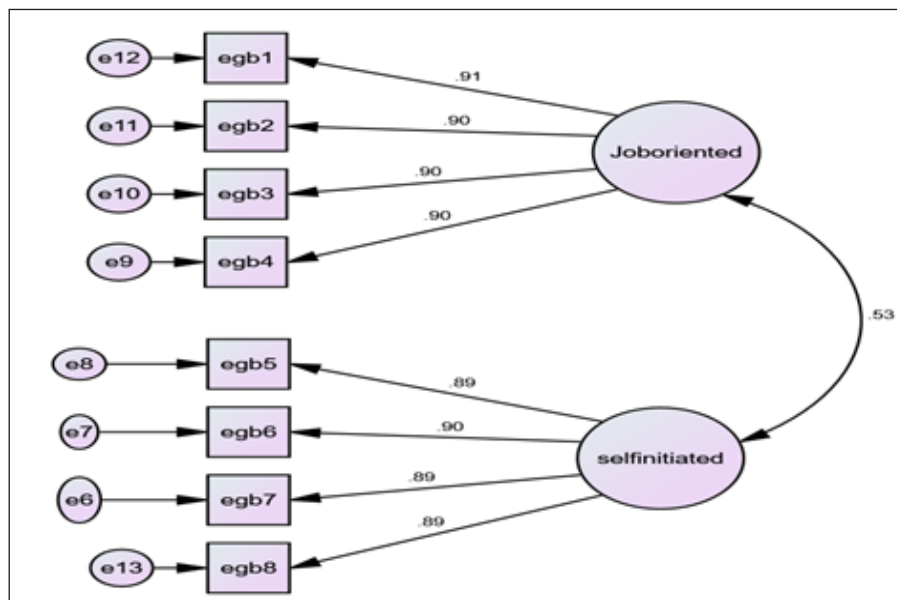 e12 egb1
.91
e11 egb2
.90
Joboriented
e10 egb3
.90
e9 egb4
.90
.53
e8 egb5
.89
e7 egb6
.90
selfinitiated
e6 egb7
.89
e13 egb8
.89